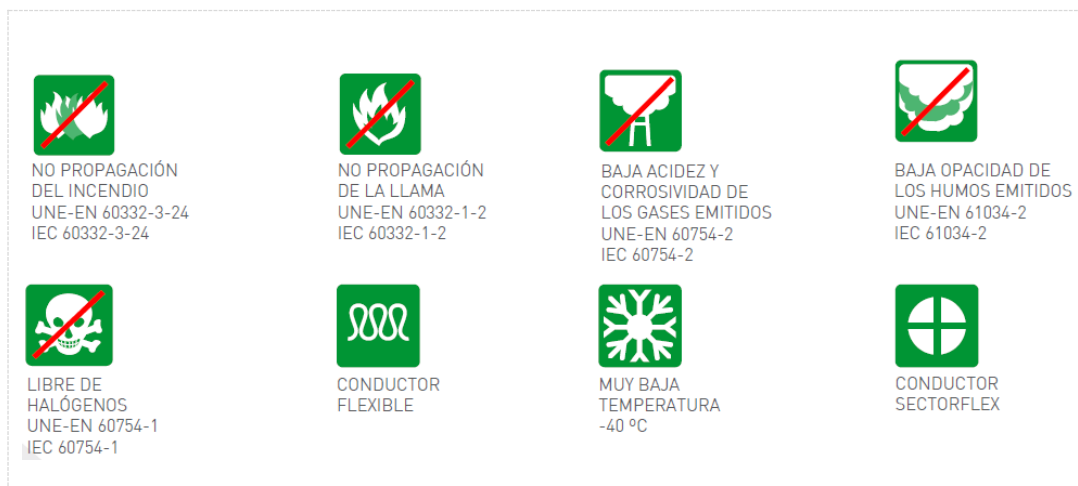 NO PROPAGACIÓN
DEL INCENDIO
UNE-EN 60332-3-24
IEC 60332-3-24
NO PROPAGACIÓN
DE LA LLAMA
UNE-EN 60332-1-2
IEC 60332-1-2
BAJA ACIDEZ Y
CORROSIVIDAD DE
LOS GASES EMITIDOS
UNE-EN 60754-2
IEC 60754-2
BAJA OPACIDAD DE
LOS HUMOS EMITIDOS
UNE-EN 61034-2
IEC 61034-2
LIBRE DE
HALÓGENOS
UNE-EN 60754-1
IEC 60754-1
CONDUCTOR
FLEXIBLE
MUY BAJA
TEMPERATURA
-40 ºC
CONDUCTOR
SECTORFLEX